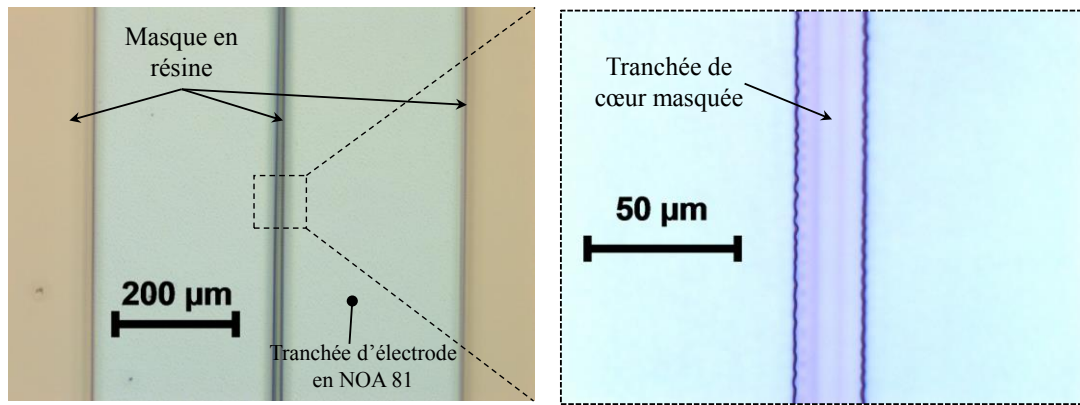 Masque en
résine
200 µm
Tranchée d'électrode
en NOA 81
Tranchée de
cœur masquée
50 µm